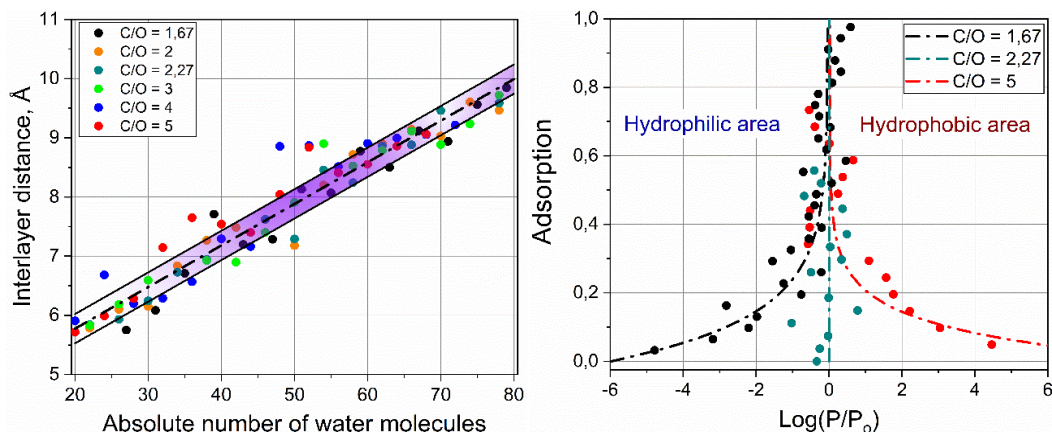 Interlayer distance, Å
11
10
9
8
7
6
5
C/O = 1,67
C/O = 2
C/O = 2,27
C/O = 3
C/O = 4
C/O = 5
20 30 40 50 60 70 80
Absolute number of water molecules
Adsorption
1,0
0,8
0,6
0,4
0,2
0,0
C/O = 1,67
C/O = 2,27
C/O = 5
Hydrophilic area
Hydrophobic area
-6 -4 -2 0 2 4 6
Log(P/Po)